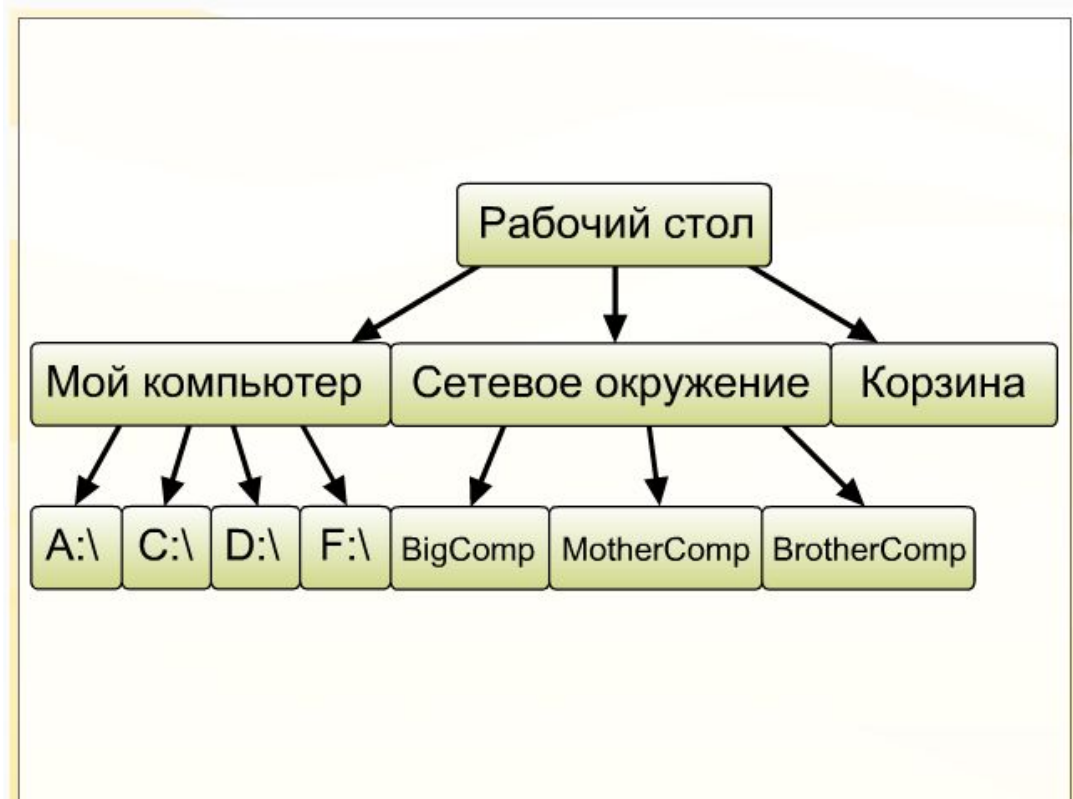 Рабочий стол
Мой компьютер Сетевое окружение Корзина
A:\ C:\ D:\ F:\ BigComp MotherComp BrotherComp